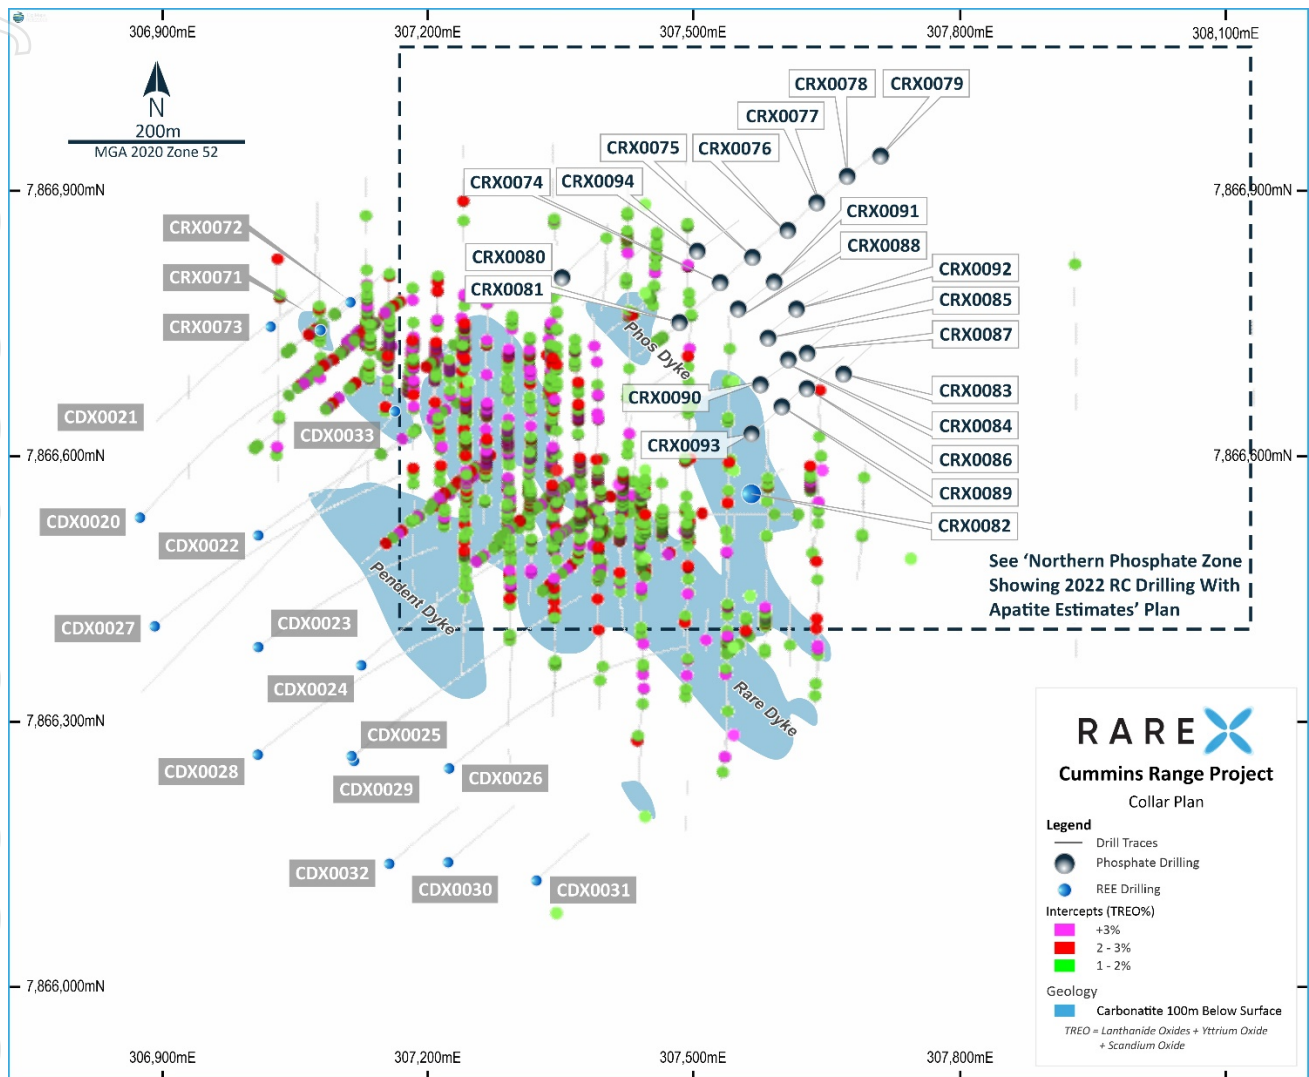 306,900mE
307,200mE
307,500mE
307,800mE
308,100mE
N
200m
MGA 2020 Zone 52
CRX0078
CRX0079
CRX0077
CRX0075
CRX0076
CRX0074
CRX0094
7,866,900mN
7,866,900mN
CRX0091
CRX0072
CRX0088
CRX0080
CRX0092
CRX0071
CRX0081
CRX0085
CRX0073
CRX0087
Phos Dyke
CRX0090
CRX0083
CDX0021
CRX0084
CDX0033
CRX0093
7,866,600mN
7,866,600mN
CRX0086
CRX0089
CDX0020
CRX0082
CDX0022
See ‘Northern Phosphate Zone
Showing 2022 RC Drilling With
Apatite Estimates’ Plan
Pendent Dyke
CDX0027
CDX0023
CDX0024
Rare Dyke
7,866,300mN
CDX0025
CDX0028
CDX0029
CDX0026
CDX0032
CDX0030
CDX0031
RAREX
Cummins Range Project
Collar Plan
Legend
Drill Traces
Phosphate Drilling
REE Drilling
Intercepts (TREO%)
+3%
2 - 3%
1 - 2%
Geology
Carbonatite 100m Below Surface
TREO = Lanthanide Oxides + Yttrium Oxide
+ Scandium Oxide
7,866,000mN
306,900mE
307,200mE
307,500mE
307,800mE